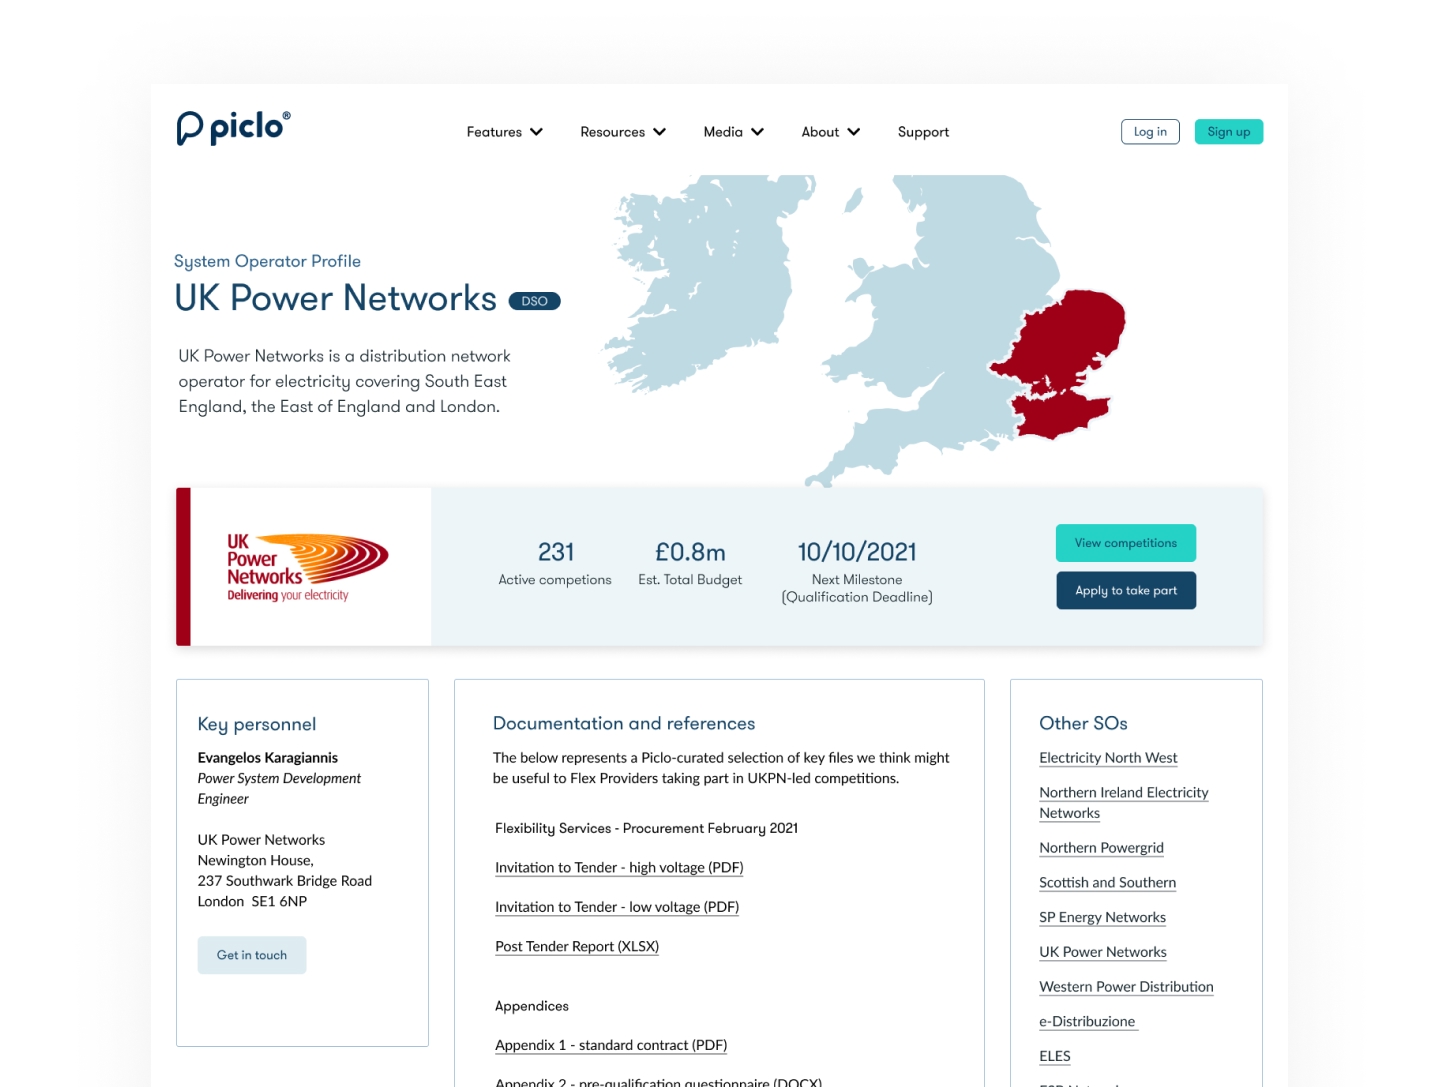 piclo®
Features
Resources
Media
About
Support
Log in
Sign up
System Operator Profile
UK Power Networks DSO
UK Power Networks is a distribution network
operator for electricity covering South East
England, the East of England and London.
UK
Power
Networks
Delivering your electricity
231
Active competions
£0.8m
Est. Total Budget
10/10/2021
Next Milestone
(Qualification Deadline)
View competitions
Apply to take part
Key personnel
Evangelos Karagiannis
Power System Development
Engineer
UK Power Networks
Newington House,
237 Southwark Bridge Road
London SE1 6NP
Get in touch
Documentation and references
The below represents a Piclo-curated selection of key files we think might
be useful to Flex Providers taking part in UKPN-led competitions.
Flexibility Services - Procurement February 2021
Invitation to Tender - high voltage (PDF)
Invitation to Tender - low voltage (PDF)
Post Tender Report (XLSX)
Appendices
Appendix 1 - standard contract (PDF)
Appendix 2 - pre-qualification questionnaire (DOCX)
Other SOs
Electricity North West
Northern Ireland Electricity
Networks
Northern Powergrid
Scottish and Southern
SP Energy Networks
UK Power Networks
Western Power Distribution
e-Distribuzione
ELES